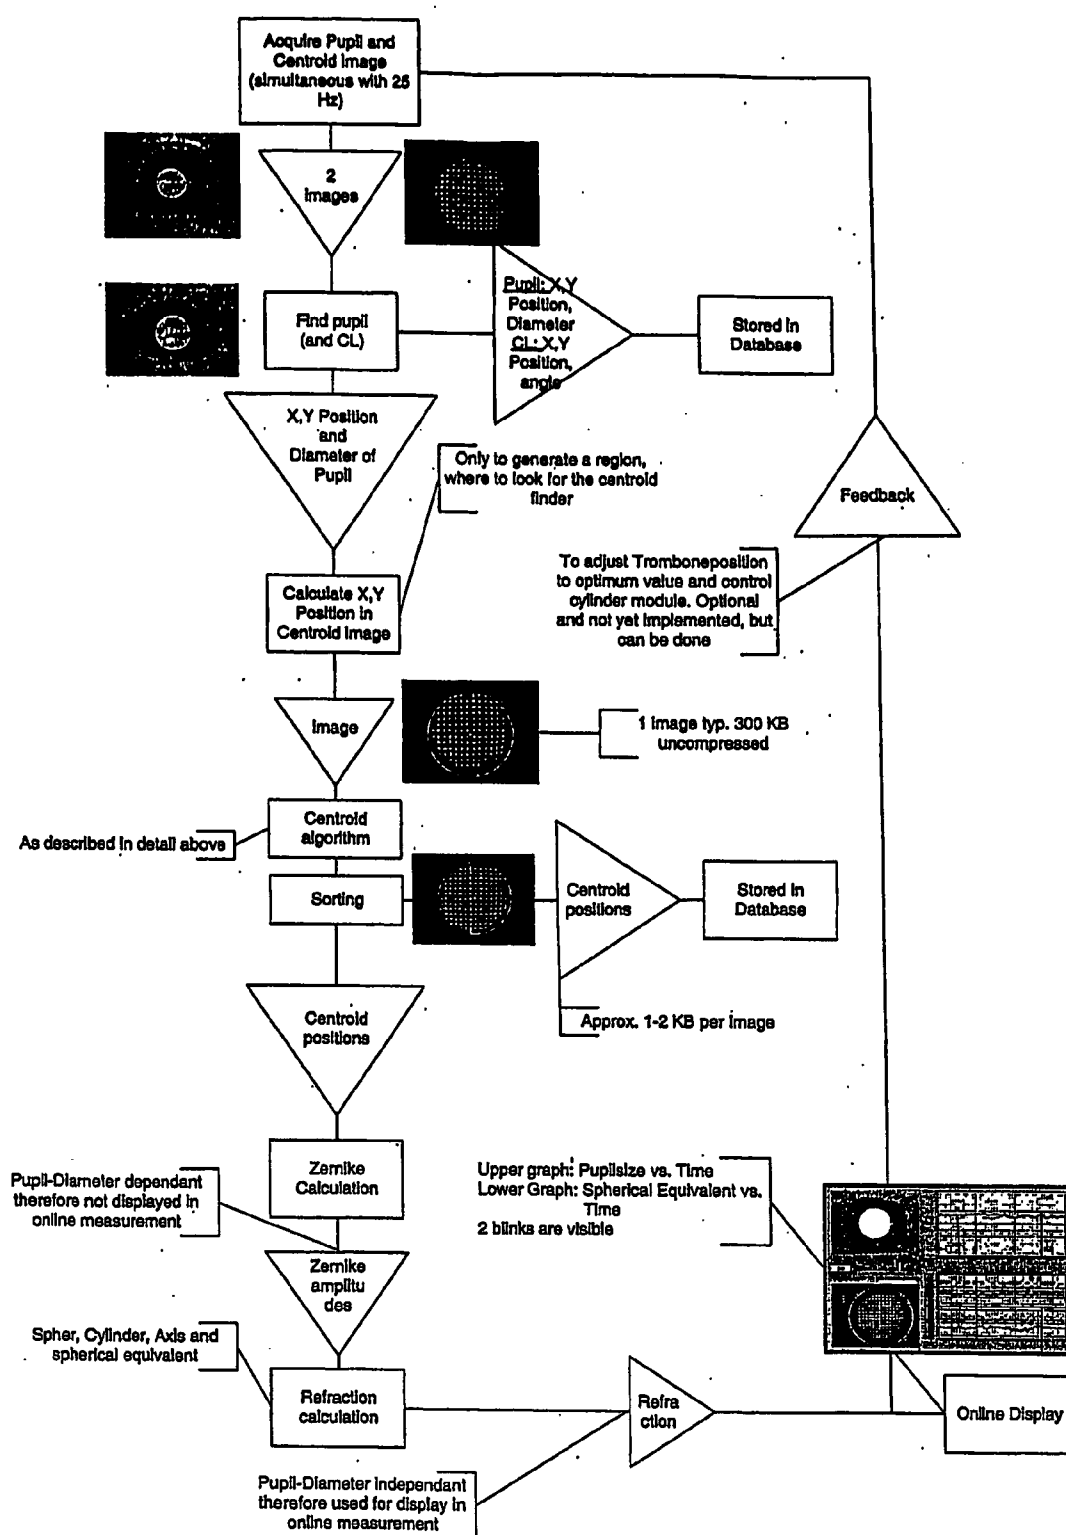 Acquire Pupil and
Centroid Image
(simultaneous with 25
Hz)
2
Images
Find pupil
(and CL)
Pupil: X,Y
Position,
Diameter
CL: X,Y
Position,
angle
Stored in
Database
X,Y Position
and
Diameter of
Pupil
Only to generate a region,
where to look for the centroid
finder
Feedback
To adjust Tromboneposition
to optimum value and control
cylinder module. Optional
and not yet implemented, but
can be done
Calculate X,Y
Position in
Centroid Image
Image
1 Image typ. 300 KB
uncompressed
Centroid
algorithm
As described in detail above
Sorting
Centroid
positions
Stored in
Database
Approx. 1-2 KB per Image
Centroid
positions
Zernike
Calculation
Pupil-Diameter dependant
therefore not displayed in
online measurement
Upper graph: Pupilsize vs. Time
Lower Graph: Spherical Equivalent vs.
Time
2 blinks are visible
Zernike
amplitu
des
Spher, Cylinder, Axis and
spherical equivalent
Refraction
calculation
Refra
ction
Online Display
Pupil-Diameter independant
therefore used for display in
online measurement